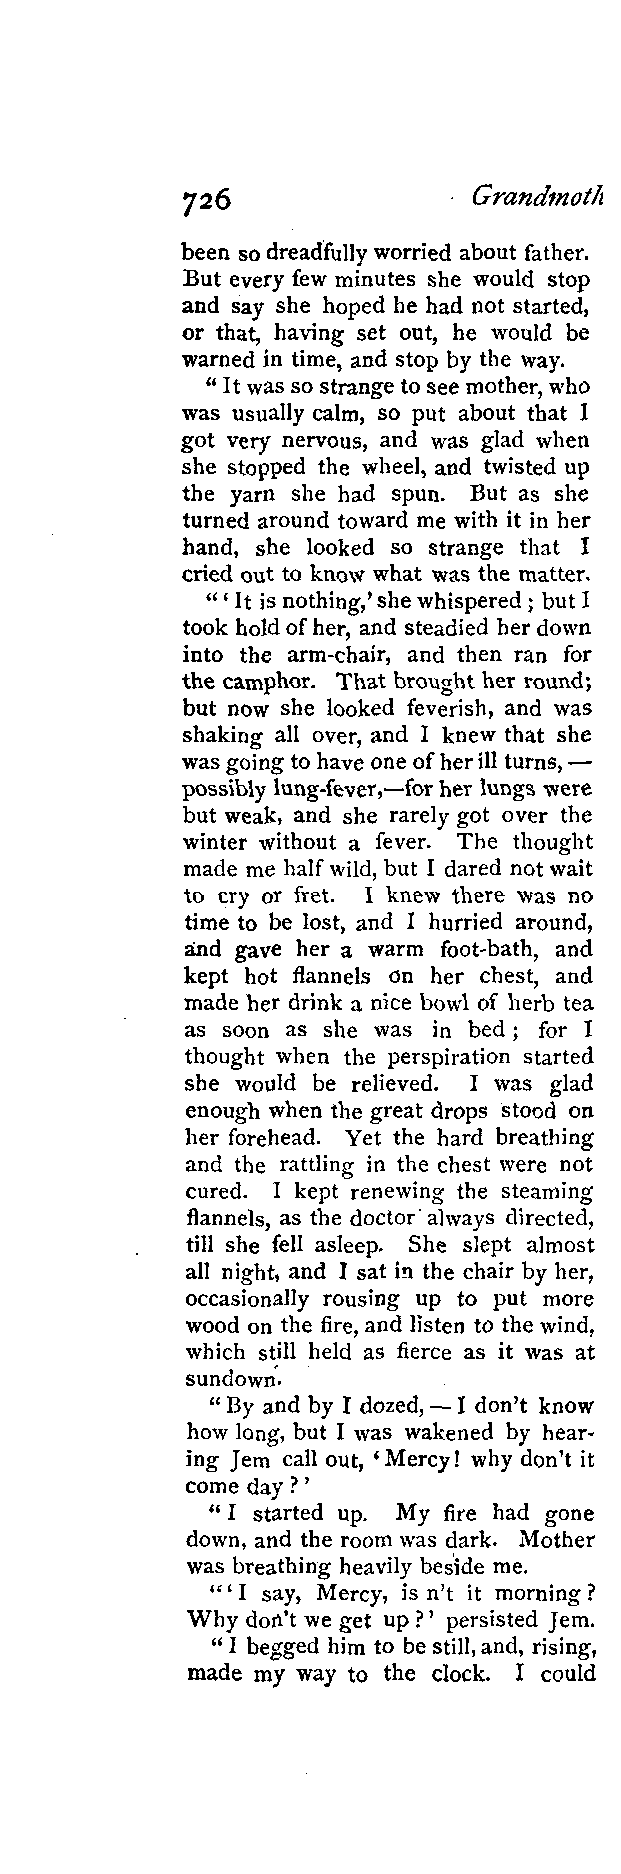 726 Grandmoth
been so dreadfully worried about father.
But every few minutes she would stop
and say she hoped he had not started,
or that, having set out, he would be
warned in time, and stop by the way.
" It was so strange to see mother, who
was usually calm, so put about that I
got very nervous, and was glad when
she stopped the wheel, and twisted up
the yarn she had spun. But as she
turned around toward me with it in her
hand, she looked so strange that I
cried out to know what was the matter.
" ' It is nothing,' she whispered ; but I
took hold of her, and steadied her down
into the arm-chair, and then ran for
the camphor. That brought her round;
but now she looked feverish, and was
shaking all over, and I knew that she
was going to have one of her ill turns, —
possibly lung-fever,—for her lungs were
but weak, and she rarely got over the
winter without a fever. The thought
made me half wild, but I dared not wait
to cry or fret. I knew there was no
time to be lost, and I hurried around,
and gave her a warm foot-bath, and
kept hot flannels on her chest, and
made her drink a nice bowl of herb tea
as soon as she was in bed ; for I
thought when the perspiration started
she would be relieved. I was glad
enough when the great drops stood on
her forehead. Yet the hard breathing
and the rattling in the chest were not
cured. I kept renewing the steaming
flannels, as the doctor always directed,
till she fell asleep. She slept almost
all night, and I sat in the chair by her,
occasionally rousing up to put more
wood on the fire, and listen to the wind,
which still held as fierce as it was at
sundown.
" By and by I dozed, — I don't know
how long, but I was wakened by hear-
ing Jem call out, ' Mercy! why don't it
come day ? '
" I started up. My fire had gone
down, and the room was dark. Mother
was breathing heavily beside me.
" ' I say, Mercy, is n't it morning ?
Why don't we get up ? ' persisted Jem.
" I begged him to be still, and, rising,
made my way to the clock. I could